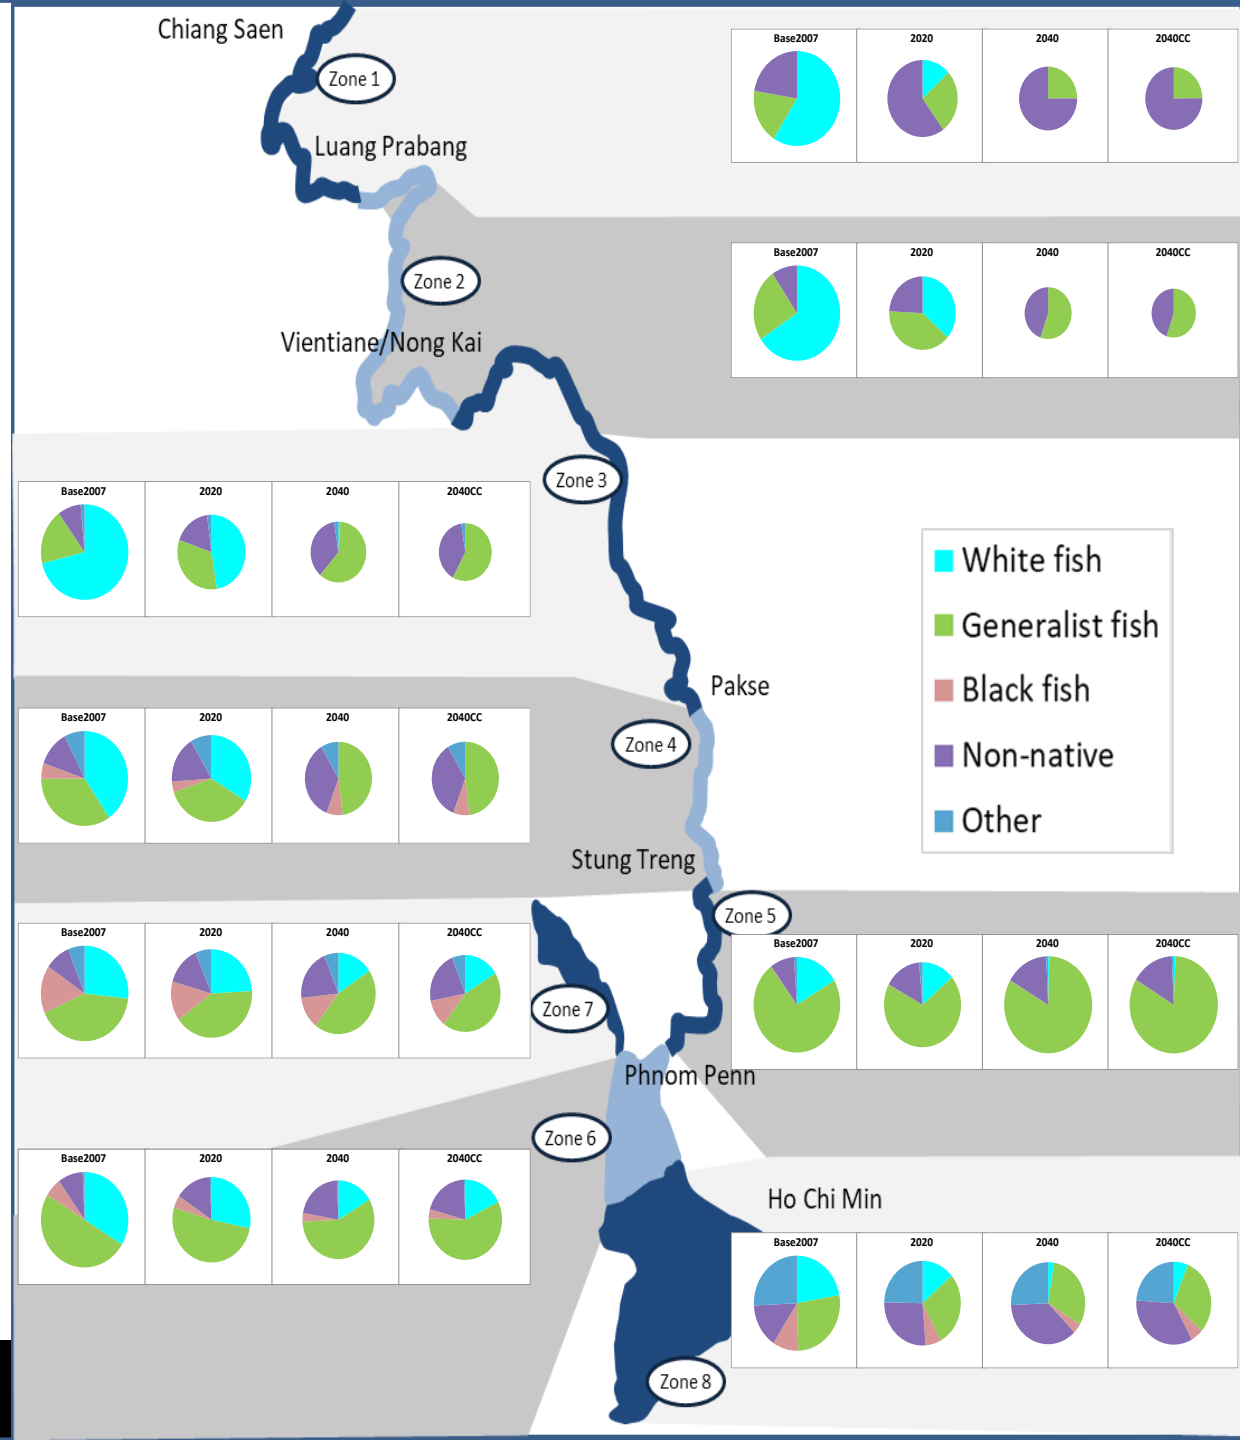 Chiang Saen
Zone 1
Base2007 2020 2040 2040CC
Luang Prabang
Zone 2
Base2007 2020 2040 2040CC
Vientiane/Nong Kai
Zone 3
Base2007 2020 2040 2040CC
White fish
Generalist fish
Black fish
Non-native
Other
Pakse
Zone 4
Base2007 2020 2040 2040CC
Stung Treng
Zone 5
Base2007 2020 2040 2040CC
Base2007 2020 2040 2040CC
Zone 7
Phnom Penn
Zone 6
Base2007 2020 2040 2040CC
Ho Chi Min
Base2007 2020 2040 2040CC
Zone 8